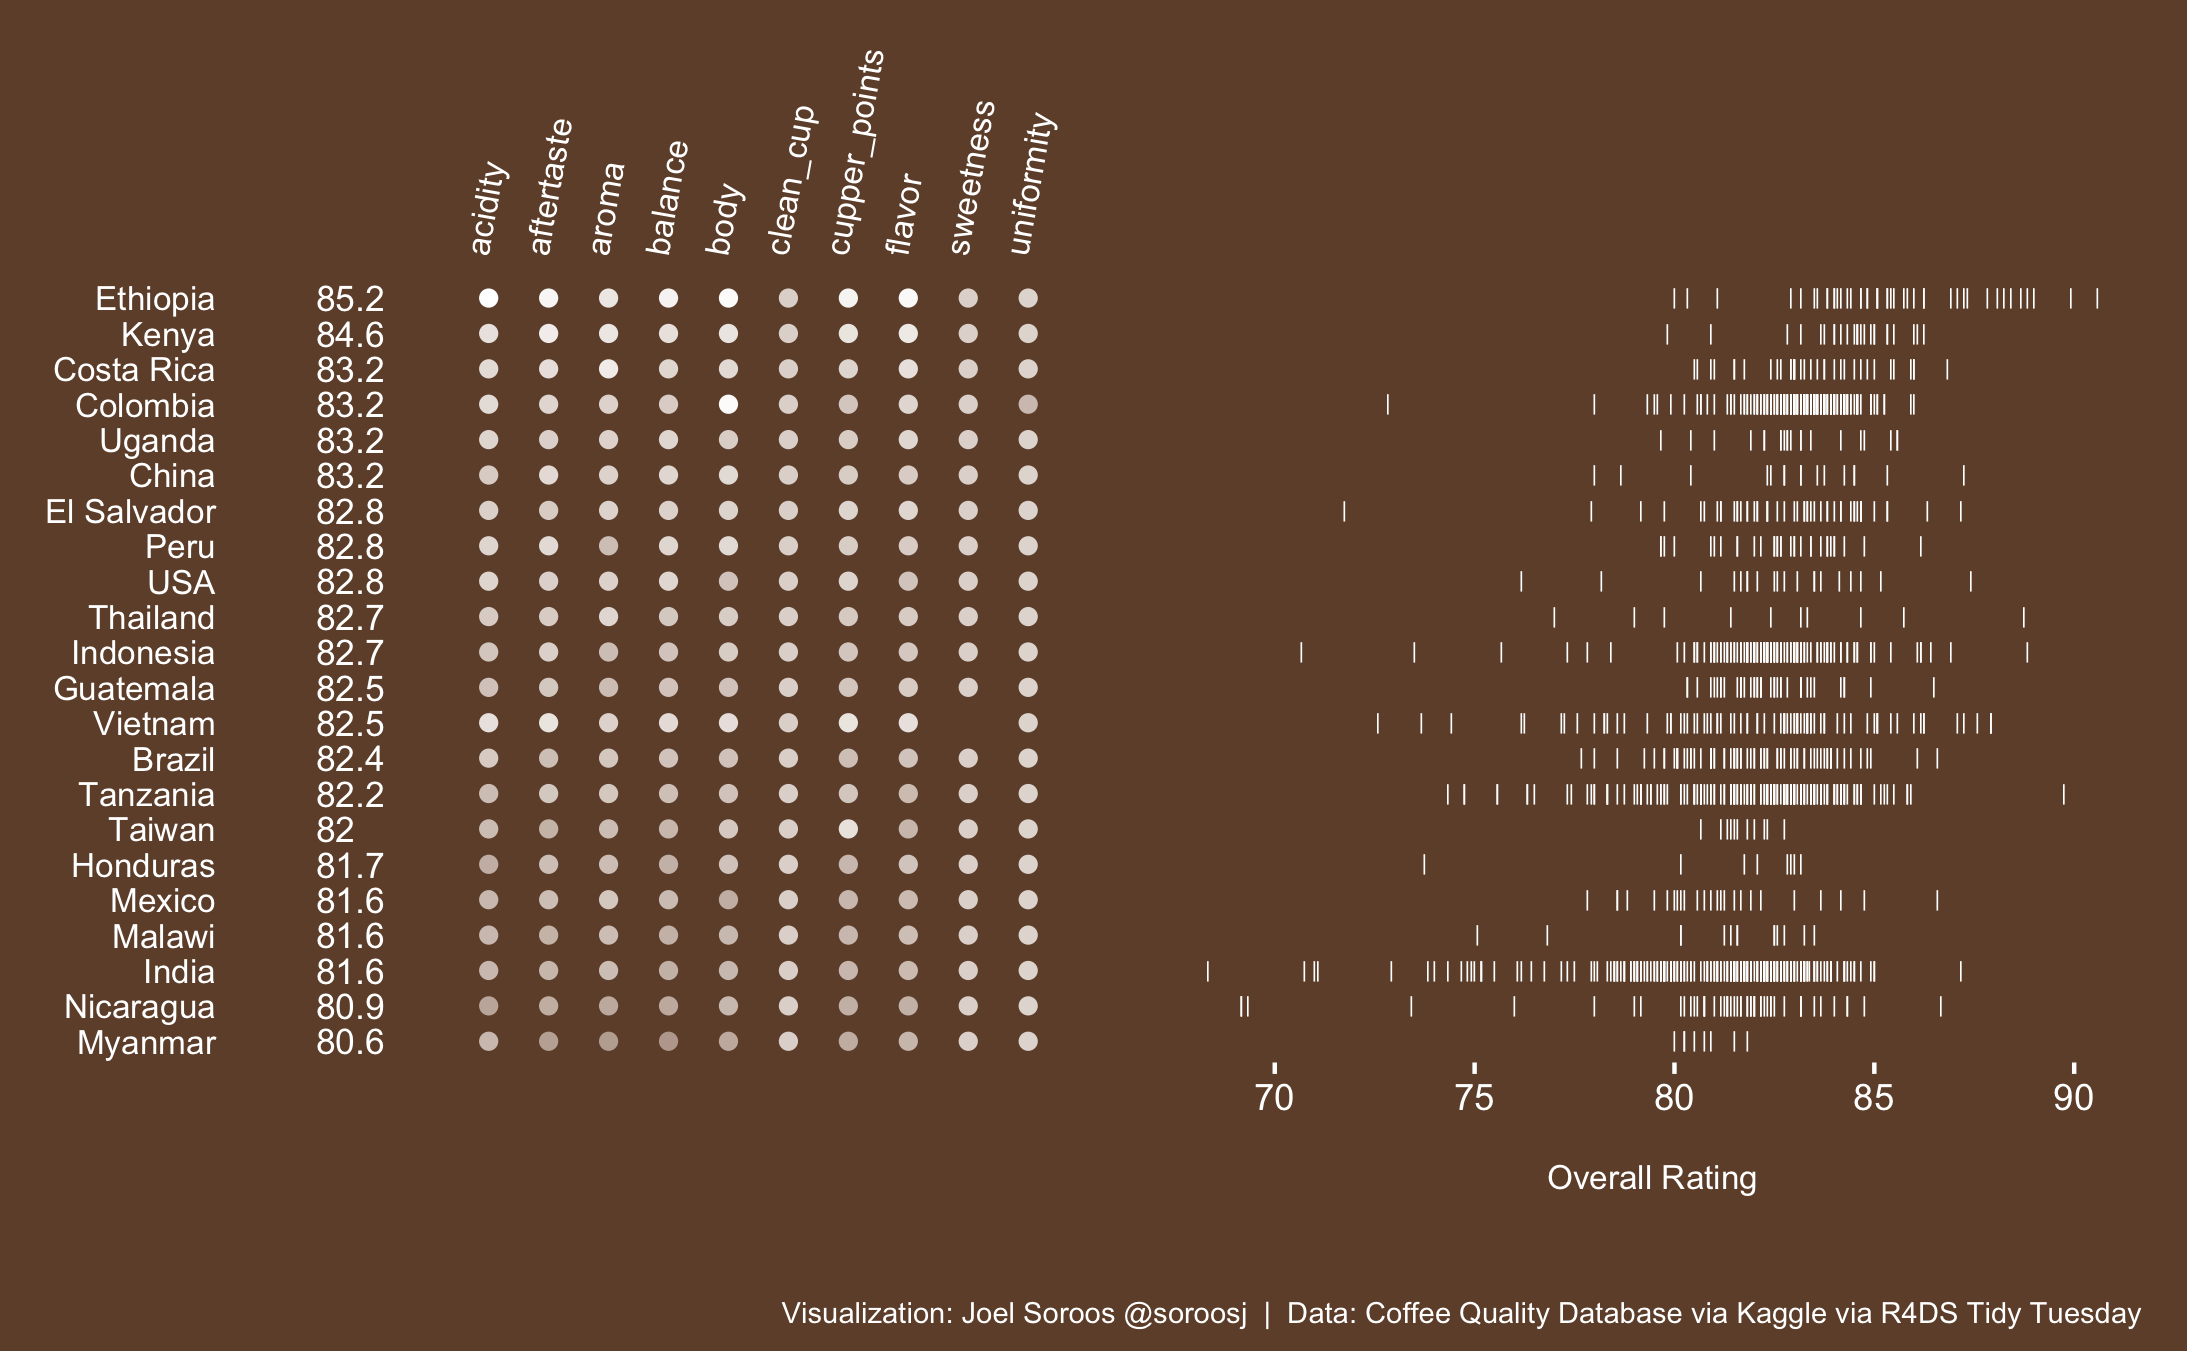 acidity aftertaste aroma balance body clean_cup cupper_points flavor sweetness uniformity
Ethiopia 85.2
Kenya 84.6
Costa Rica 83.2
Colombia 83.2
Uganda 83.2
China 83.2
El Salvador 82.8
Peru 82.8
USA 82.8
Thailand 82.7
Indonesia 82.7
Guatemala 82.5
Vietnam 82.5
Brazil 82.4
Tanzania 82.2
Taiwan 82
Honduras 81.7
Mexico 81.6
Malawi 81.6
India 81.6
Nicaragua 80.9
Myanmar 80.6
70 75 80 85 90
Overall Rating
Visualization: Joel Soroos @soroosj | Data: Coffee Quality Database via Kaggle via R4DS Tidy Tuesday